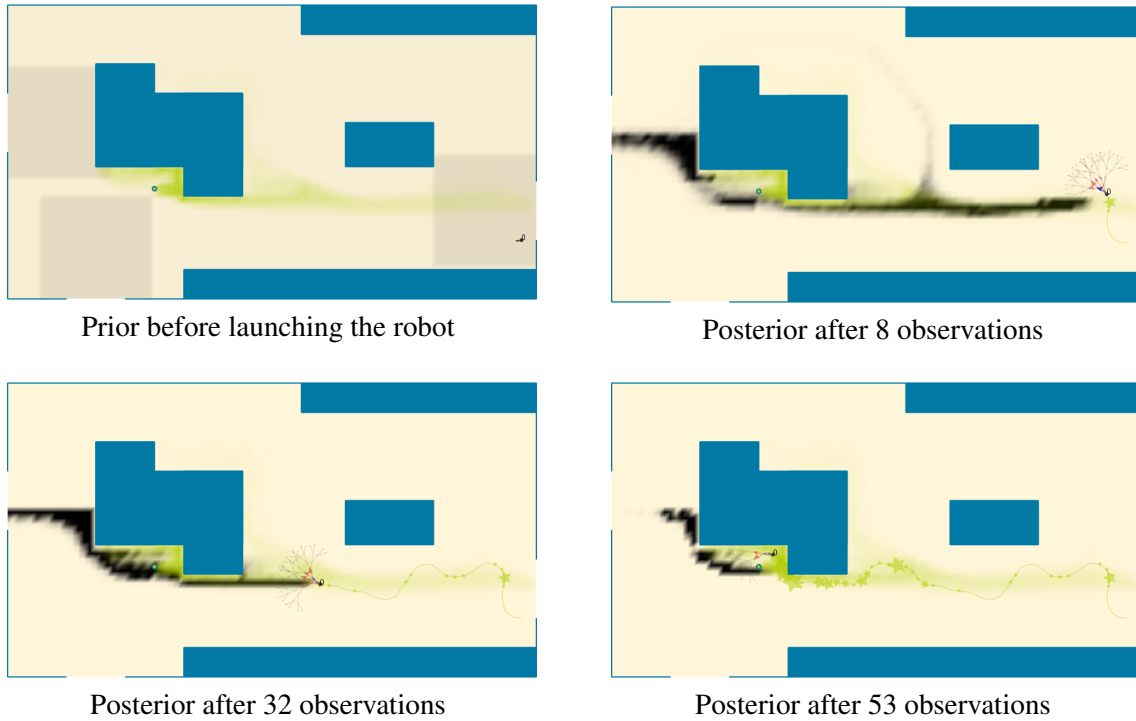 Prior before launching the robot
Posterior after 8 observations
Posterior after 32 observations
Posterior after 53 observations